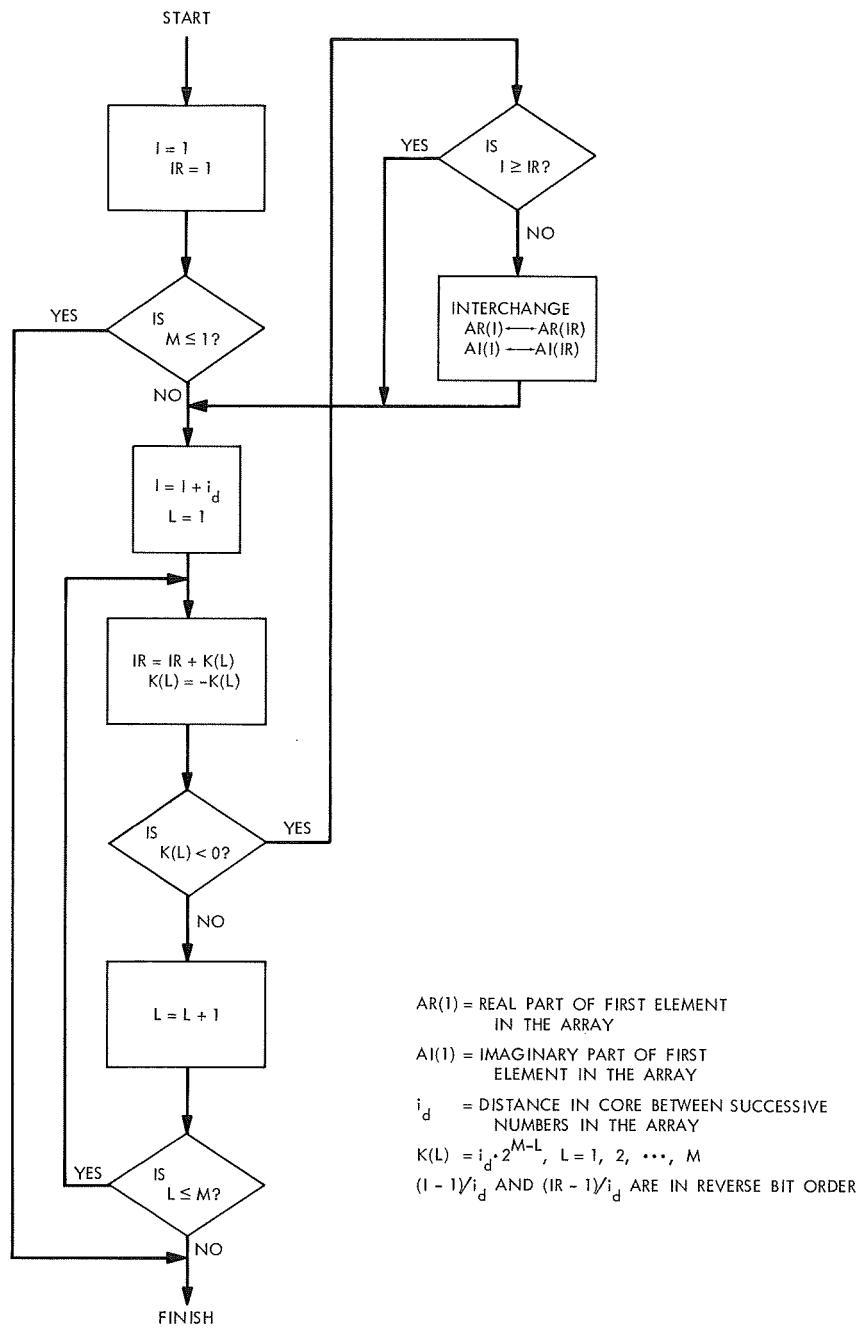 START
I = 1
IR = 1
IS
M ≤ 1?
YES
NO
I = I + i_d
L = 1
IR = IR + K(L)
K(L) = -K(L)
IS
K(L) < 0?
YES
NO
L = L + 1
IS
L ≤ M?
YES
NO
FINISH
IS
I ≥ IR?
YES
NO
INTERCHANGE
AR(I) ⟷ AR(IR)
AI(I) ⟷ AI(IR)
AR(1) = REAL PART OF FIRST ELEMENT
IN THE ARRAY
AI(1) = IMAGINARY PART OF FIRST
ELEMENT IN THE ARRAY
i_d = DISTANCE IN CORE BETWEEN SUCCESSIVE
NUMBERS IN THE ARRAY
K(L) = i_d·2^{M-L}, L = 1, 2, ···, M
(I - 1)/i_d AND (IR - 1)/i_d ARE IN REVERSE BIT ORDER